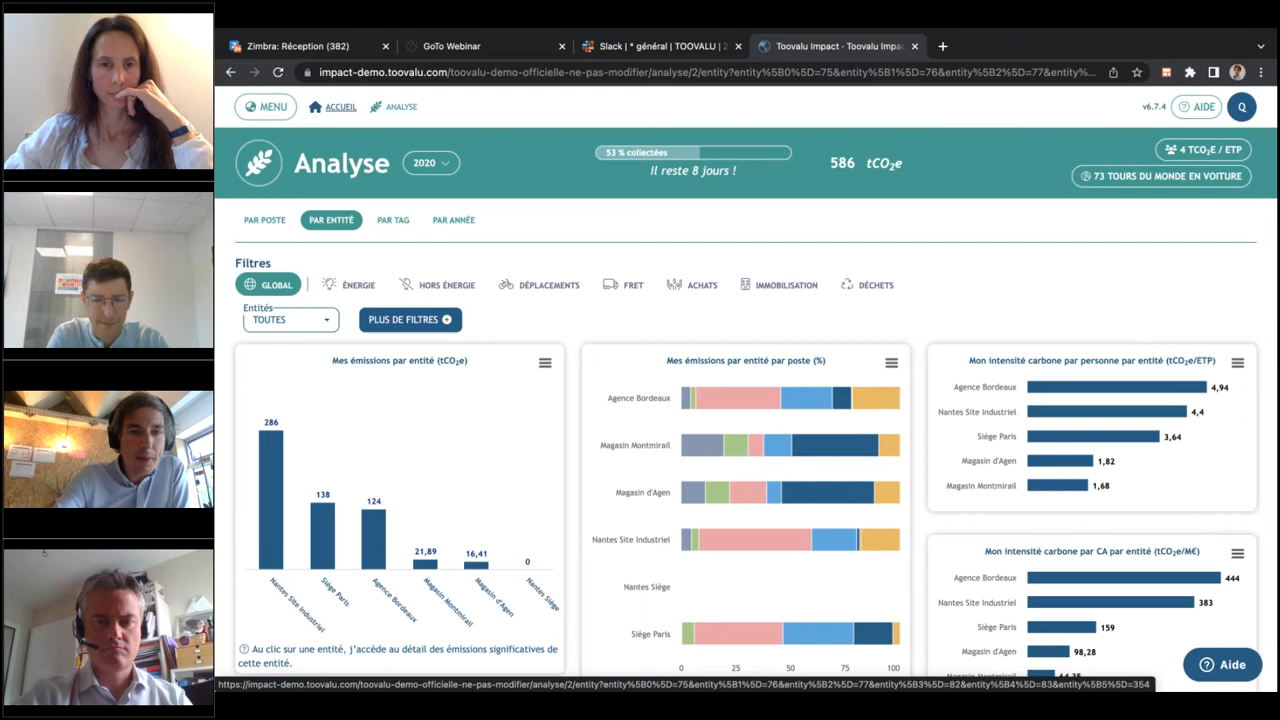 Zimbra: Réception (382)
GoTo Webinar
Slack | * général | TOOVALU | 2
Toovalu Impact · Toovalu Impac
impact-demo.toovalu.com/toovalu-demo-officielle-ne-pas-modifier/analyse/2/entity?entity%5B0%5D=75&entity%5B1%5D=76&entity%5B2%5D=77&entity%5...
MENU
ACCUEIL
ANALYSE
v6.7.4
AIDE
Q
Analyse
2020
53 % collectées
Il reste 8 jours !
586 tCO₂e
4 TCO₂E / ETP
73 TOURS DU MONDE EN VOITURE
PAR POSTE
PAR ENTITÉ
PAR TAG
PAR ANNÉE
Filtres
GLOBAL
ÉNERGIE
HORS ÉNERGIE
DÉPLACEMENTS
FRET
ACHATS
IMMOBILISATION
DÉCHETS
Entités
TOUTES
PLUS DE FILTRES
Mes émissions par entité (tCO₂e)
286
138
124
21,89
16,41
0
Nantes Site Industriel
Siège Paris
Agence Bordeaux
Magasin Montmirail
Magasin d'Agen
Nantes Siège
Au clic sur une entité, j'accède au détail des émissions significatives de
cette entité.
Mes émissions par entité par poste (%)
Agence Bordeaux
Magasin Montmirail
Magasin d'Agen
Nantes Site Industriel
Nantes Siège
Siège Paris
0 25 50 75 100
Mon intensité carbone par personne par entité (tCO₂e/ETP)
Agence Bordeaux 4,94
Nantes Site Industriel 4,4
Siège Paris 3,64
Magasin d'Agen 1,82
Magasin Montmirail 1,68
Mon intensité carbone par CA par entité (tCO₂e/M€)
Agence Bordeaux 444
Nantes Site Industriel 383
Siège Paris 159
Magasin d'Agen 98,28
Aide
https://impact-demo.toovalu.com/toovalu-demo-officielle-ne-pas-modifier/analyse/2/entity?entity%5B0%5D=75&entity%5B1%5D=76&entity%5B2%5D=77&entity%5B3%5D=82&entity%5B4%5D=83&entity%5B5%5D=354